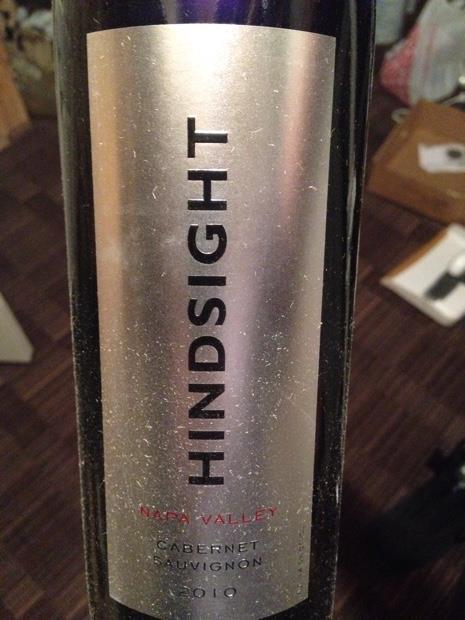 HINDSIGHT
NAPA VALLEY
CABERNET
SAUVIGNON
2010